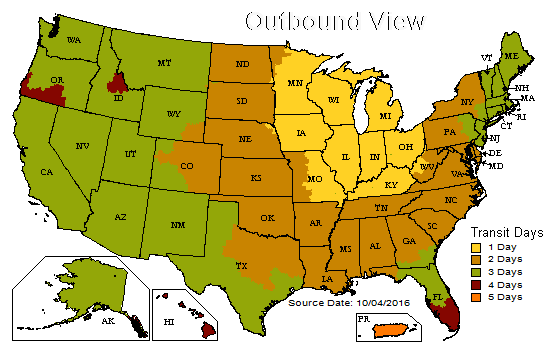 Outbound View
WA
MT
ND
MN
VT
ME
OR
ID
SD
WI
MI
NY
NH
MA
WY
RI
CT
NE
IA
PA
NV
UT
CO
IL
IN
OH
NJ
DE
MD
CA
KS
MO
KY
WV
VA
AZ
NM
OK
AR
TN
NC
SC
MS
AL
GA
TX
LA
FL
AK
HI
PR
Source Date: 10/04/2016
Transit Days
1 Day
2 Days
3 Days
4 Days
5 Days